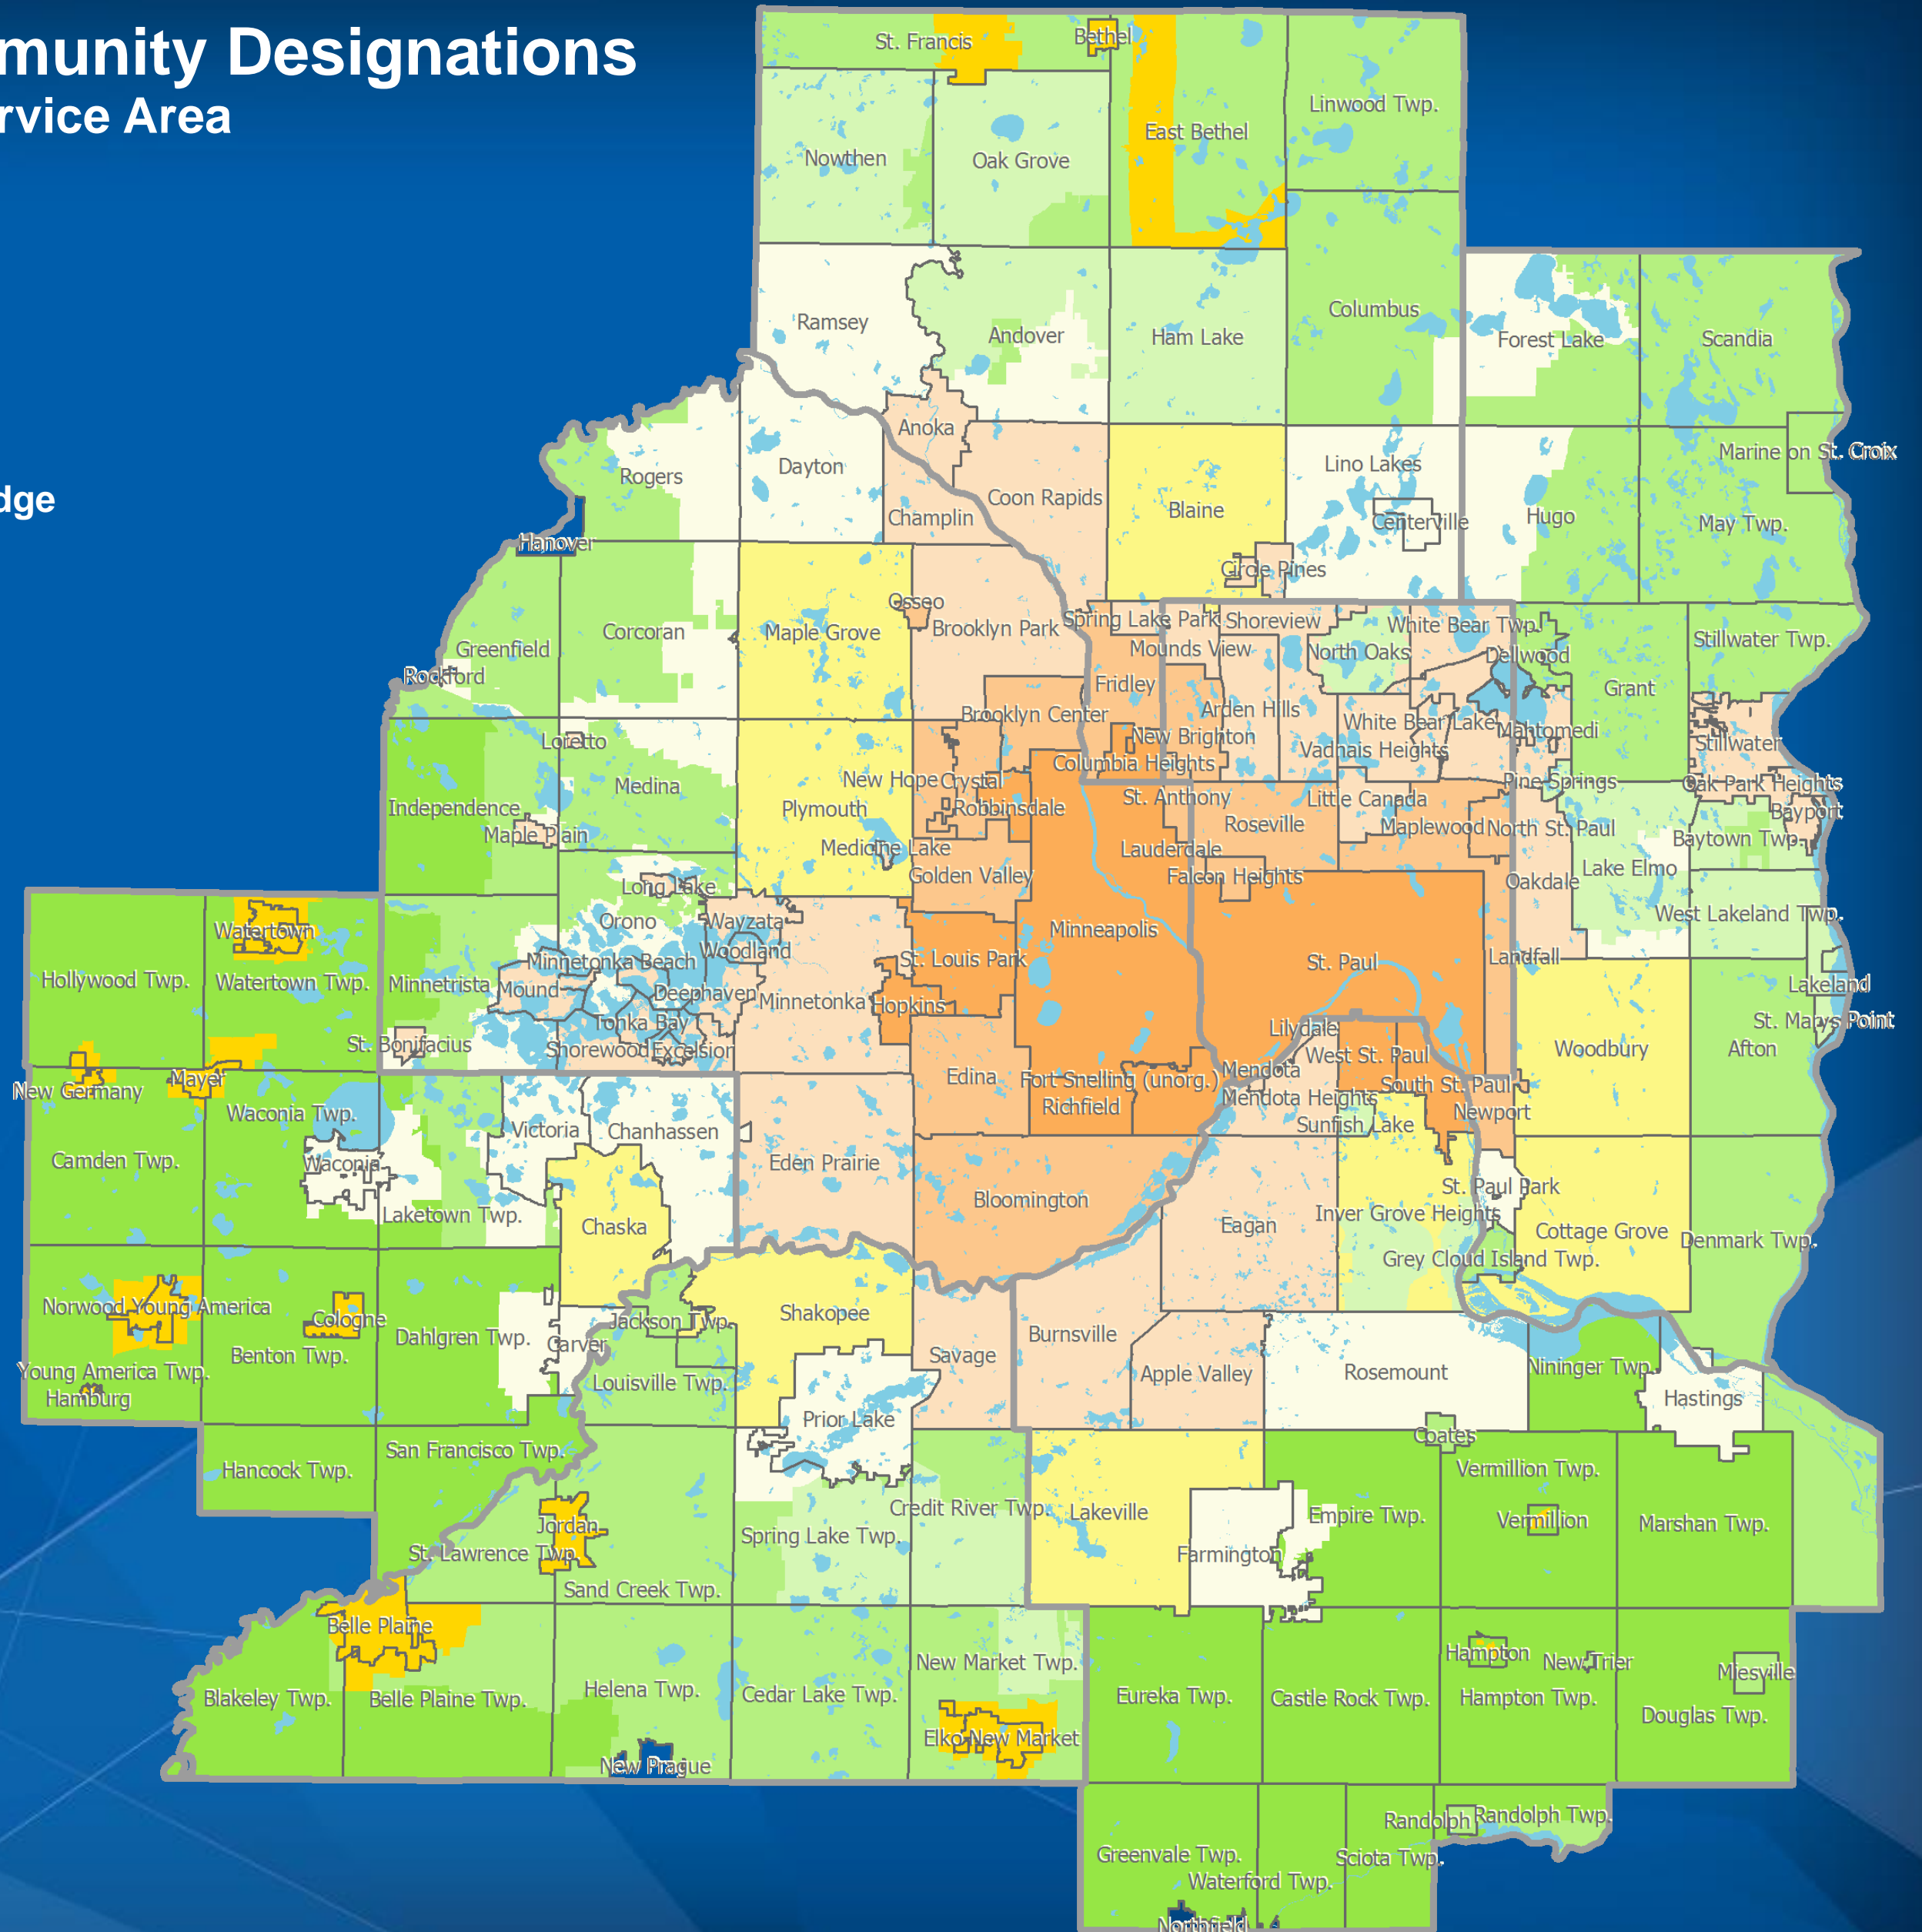 munity Designations
rvice Area
dge
St. Francis
Bethel
Linwood Twp.
East Bethel
Nowthen
Oak Grove
Columbus
Ramsey
Andover
Ham Lake
Forest Lake
Scandia
Anoka
Marine on St. Croix
Rogers
Dayton
Lino Lakes
Coon Rapids
Champlin
Blaine
Centerville
Hugo
May Twp.
Hanover
Circle Pines
Osseo
Spring Lake Park
Shoreview
White Bear Twp.
Corcoran
Maple Grove
Brooklyn Park
Stillwater Twp.
Greenfield
Mounds View
North Oaks
Dellwood
Rockford
Fridley
Grant
Brooklyn Center
Arden Hills
White Bear Lake
Mahtomedi
Loretto
New Brighton
Vadnais Heights
Stillwater
Columbia Heights
Medina
New Hope
Crystal
Pine Springs
Oak Park Heights
Independence
Plymouth
Robbinsdale
St. Anthony
Little Canada
Bayport
Maple Plain
Roseville
Maplewood
North St. Paul
Baytown Twp.
Medicine Lake
Lauderdale
Long Lake
Golden Valley
Falcon Heights
Oakdale
Lake Elmo
Orono
Wayzata
Minneapolis
West Lakeland Twp.
Watertown
Woodland
St. Louis Park
St. Paul
Landfall
Hollywood Twp.
Watertown Twp.
Minnetrista
Minnetonka Beach
Mound
Deephaven
Minnetonka
Hopkins
Lakeland
Tonka Bay
Lilydale
St. Marys Point
St. Bonifacius
Shorewood
Excelsior
West St. Paul
Woodbury
Afton
New Germany
Mayer
Edina
Fort Snelling (unorg.)
Mendota
South St. Paul
Waconia Twp.
Richfield
Mendota Heights
Newport
Victoria
Chanhassen
Sunfish Lake
Camden Twp.
Waconia
Eden Prairie
St. Paul Park
Laketown Twp.
Chaska
Bloomington
Eagan
Inver Grove Heights
Cottage Grove
Denmark Twp.
Grey Cloud Island Twp.
Norwood Young America
Cologne
Jackson Twp.
Shakopee
Dahlgren Twp.
Carver
Burnsville
Benton Twp.
Savage
Young America Twp.
Louisville Twp.
Apple Valley
Rosemount
Nininger Twp.
Hamburg
Hastings
Prior Lake
Coates
San Francisco Twp.
Hancock Twp.
Vermillion Twp.
Credit River Twp.
Lakeville
Empire Twp.
Vermillion
Marshan Twp.
Jordan
Spring Lake Twp.
St. Lawrence Twp.
Farmington
Sand Creek Twp.
Belle Plaine
New Market Twp.
Hampton
New Trier
Miesville
Blakeley Twp.
Belle Plaine Twp.
Helena Twp.
Cedar Lake Twp.
Eureka Twp.
Castle Rock Twp.
Hampton Twp.
Douglas Twp.
Elko New Market
New Prague
Randolph
Randolph Twp.
Greenvale Twp.
Sciota Twp.
Waterford Twp.
Northfield